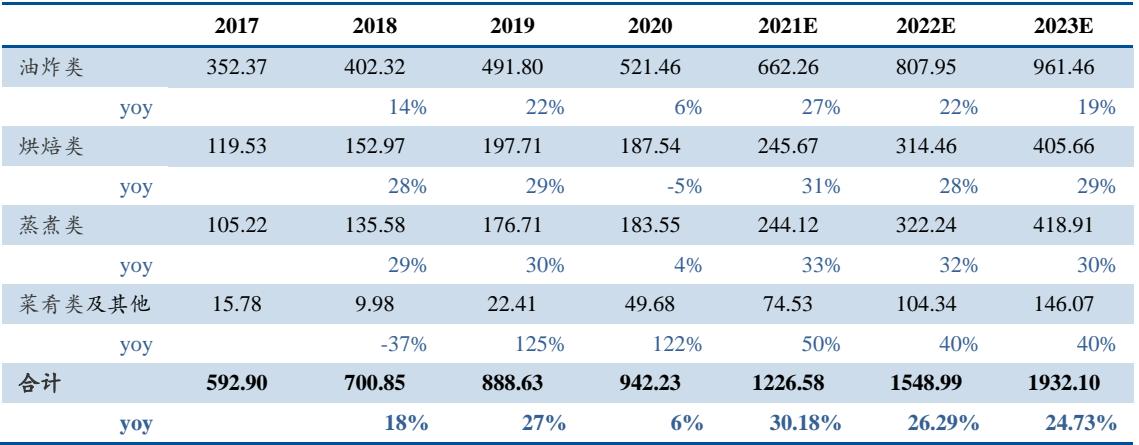 2017 2018 2019 2020 2021E 2022E 2023E
油炸类 352.37 402.32 491.80 521.46 662.26 807.95 961.46
yoy 14% 22% 6% 27% 22% 19%
烘焙类 119.53 152.97 197.71 187.54 245.67 314.46 405.66
yoy 28% 29% -5% 31% 28% 29%
蒸煮类 105.22 135.58 176.71 183.55 244.12 322.24 418.91
yoy 29% 30% 4% 33% 32% 30%
菜肴类及其他 15.78 9.98 22.41 49.68 74.53 104.34 146.07
yoy -37% 125% 122% 50% 40% 40%
合计 592.90 700.85 888.63 942.23 1226.58 1548.99 1932.10
yoy 18% 27% 6% 30.18% 26.29% 24.73%